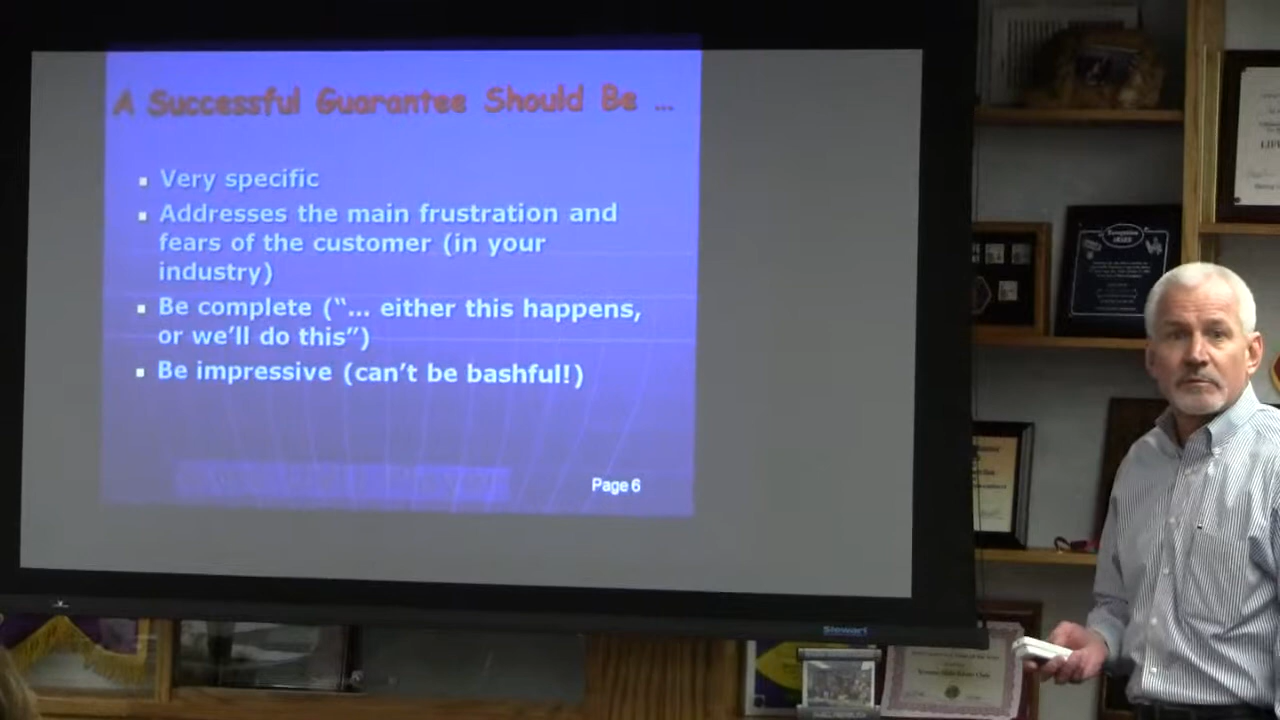 A Successful Guarantee Should Be ...
Very specific
Addresses the main frustration and
fears of the customer (in your
industry)
Be complete (“... either this happens,
or we’ll do this”)
Be impressive (can’t be bashful!)
Page 6
Stewart